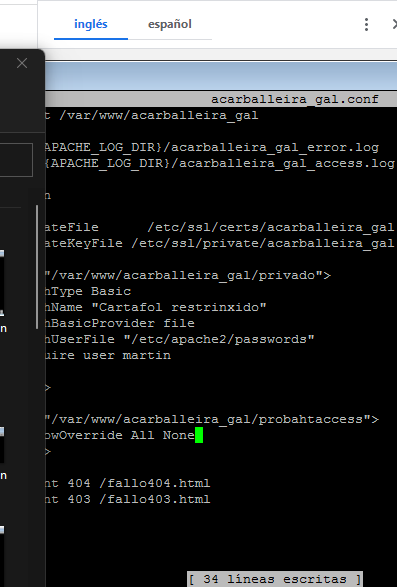 inglés español
acarballeira_gal.conf
/var/www/acarballeira_gal
APACHE_LOG_DIR}/acarballeira_gal_error.log
{APACHE_LOG_DIR}/acarballeira_gal_access.log
ateFile /etc/ssl/certs/acarballeira_gal
ateKeyFile /etc/ssl/private/acarballeira_gal
"/var/www/acarballeira_gal/privado">
hType Basic
hName "Cartafol restrinxido"
hBasicProvider file
hUserFile "/etc/apache2/passwords"
uire user martin
>
"/var/www/acarballeira_gal/probahtaccess">
owOverride All None
>
nt 404 /fallo404.html
nt 403 /fallo403.html
[ 34 líneas escritas ]